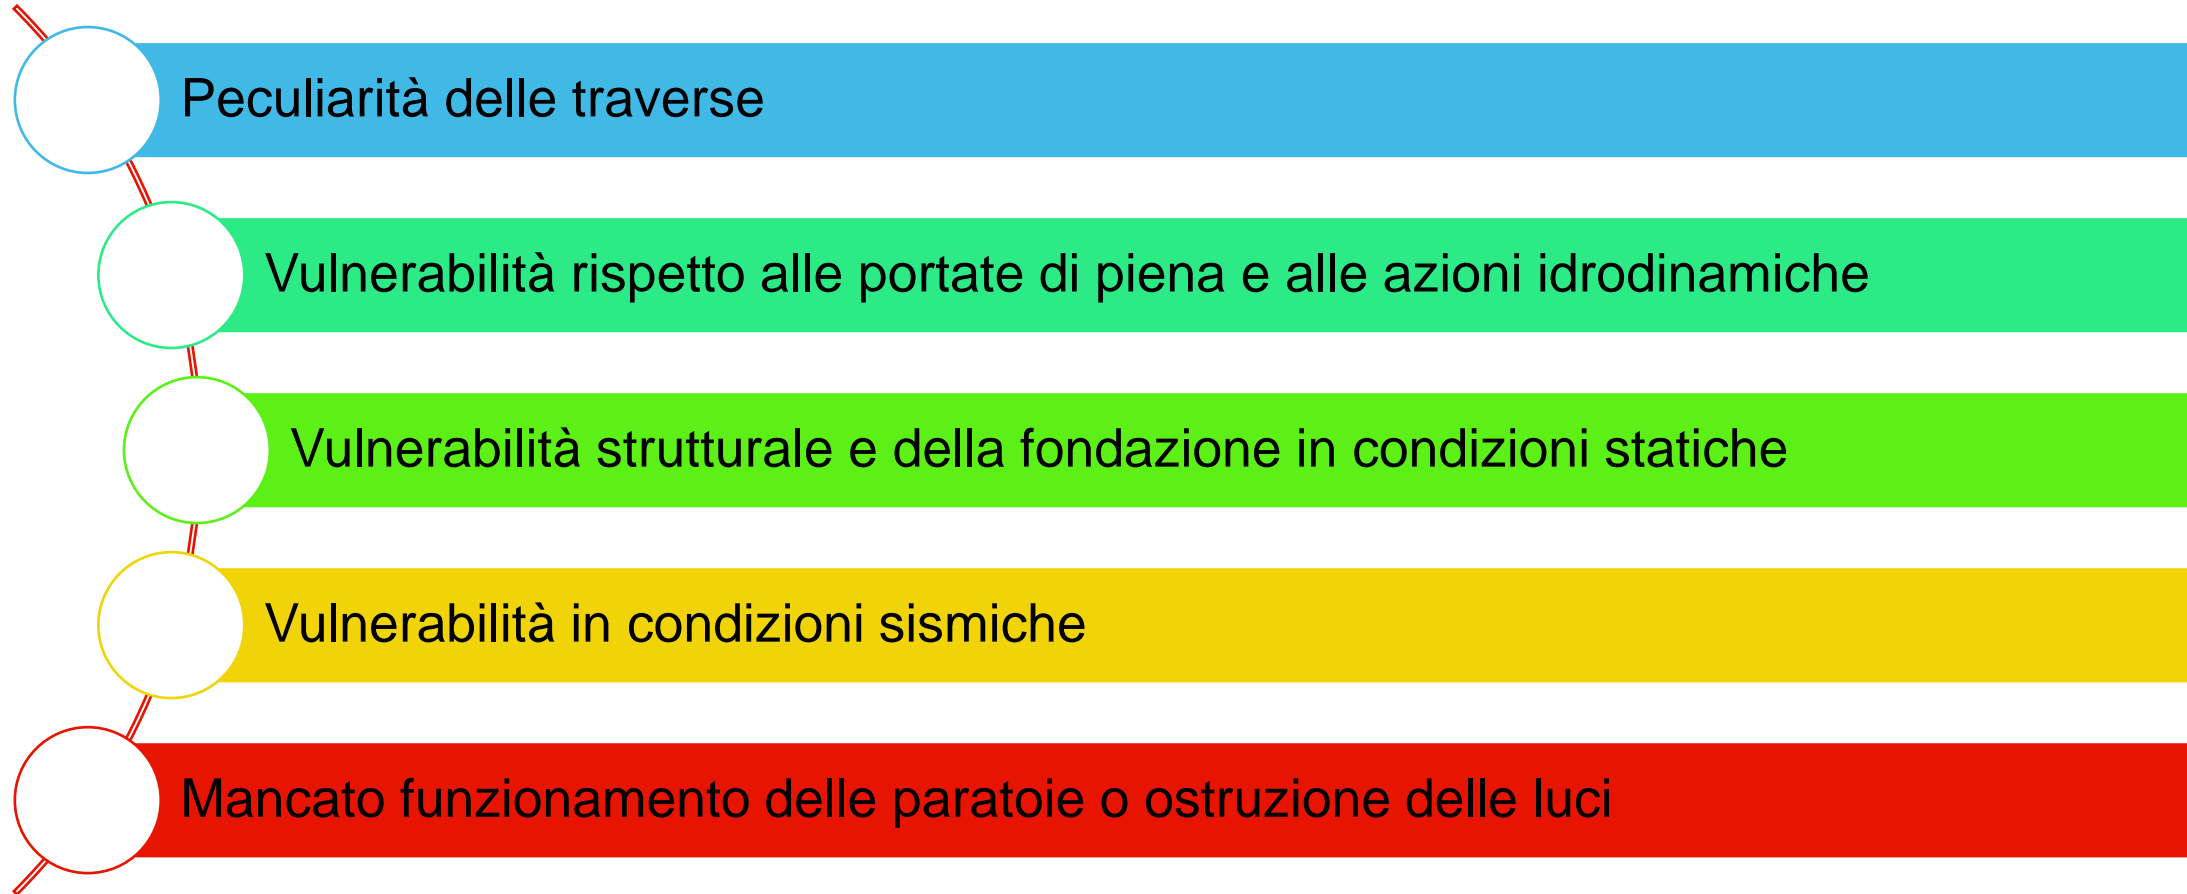 Peculiarità delle traverse
Vulnerabilità rispetto alle portate di piena e alle azioni idrodinamiche
Vulnerabilità strutturale e della fondazione in condizioni statiche
Vulnerabilità in condizioni sismiche
Mancato funzionamento delle paratoie o ostruzione delle luci